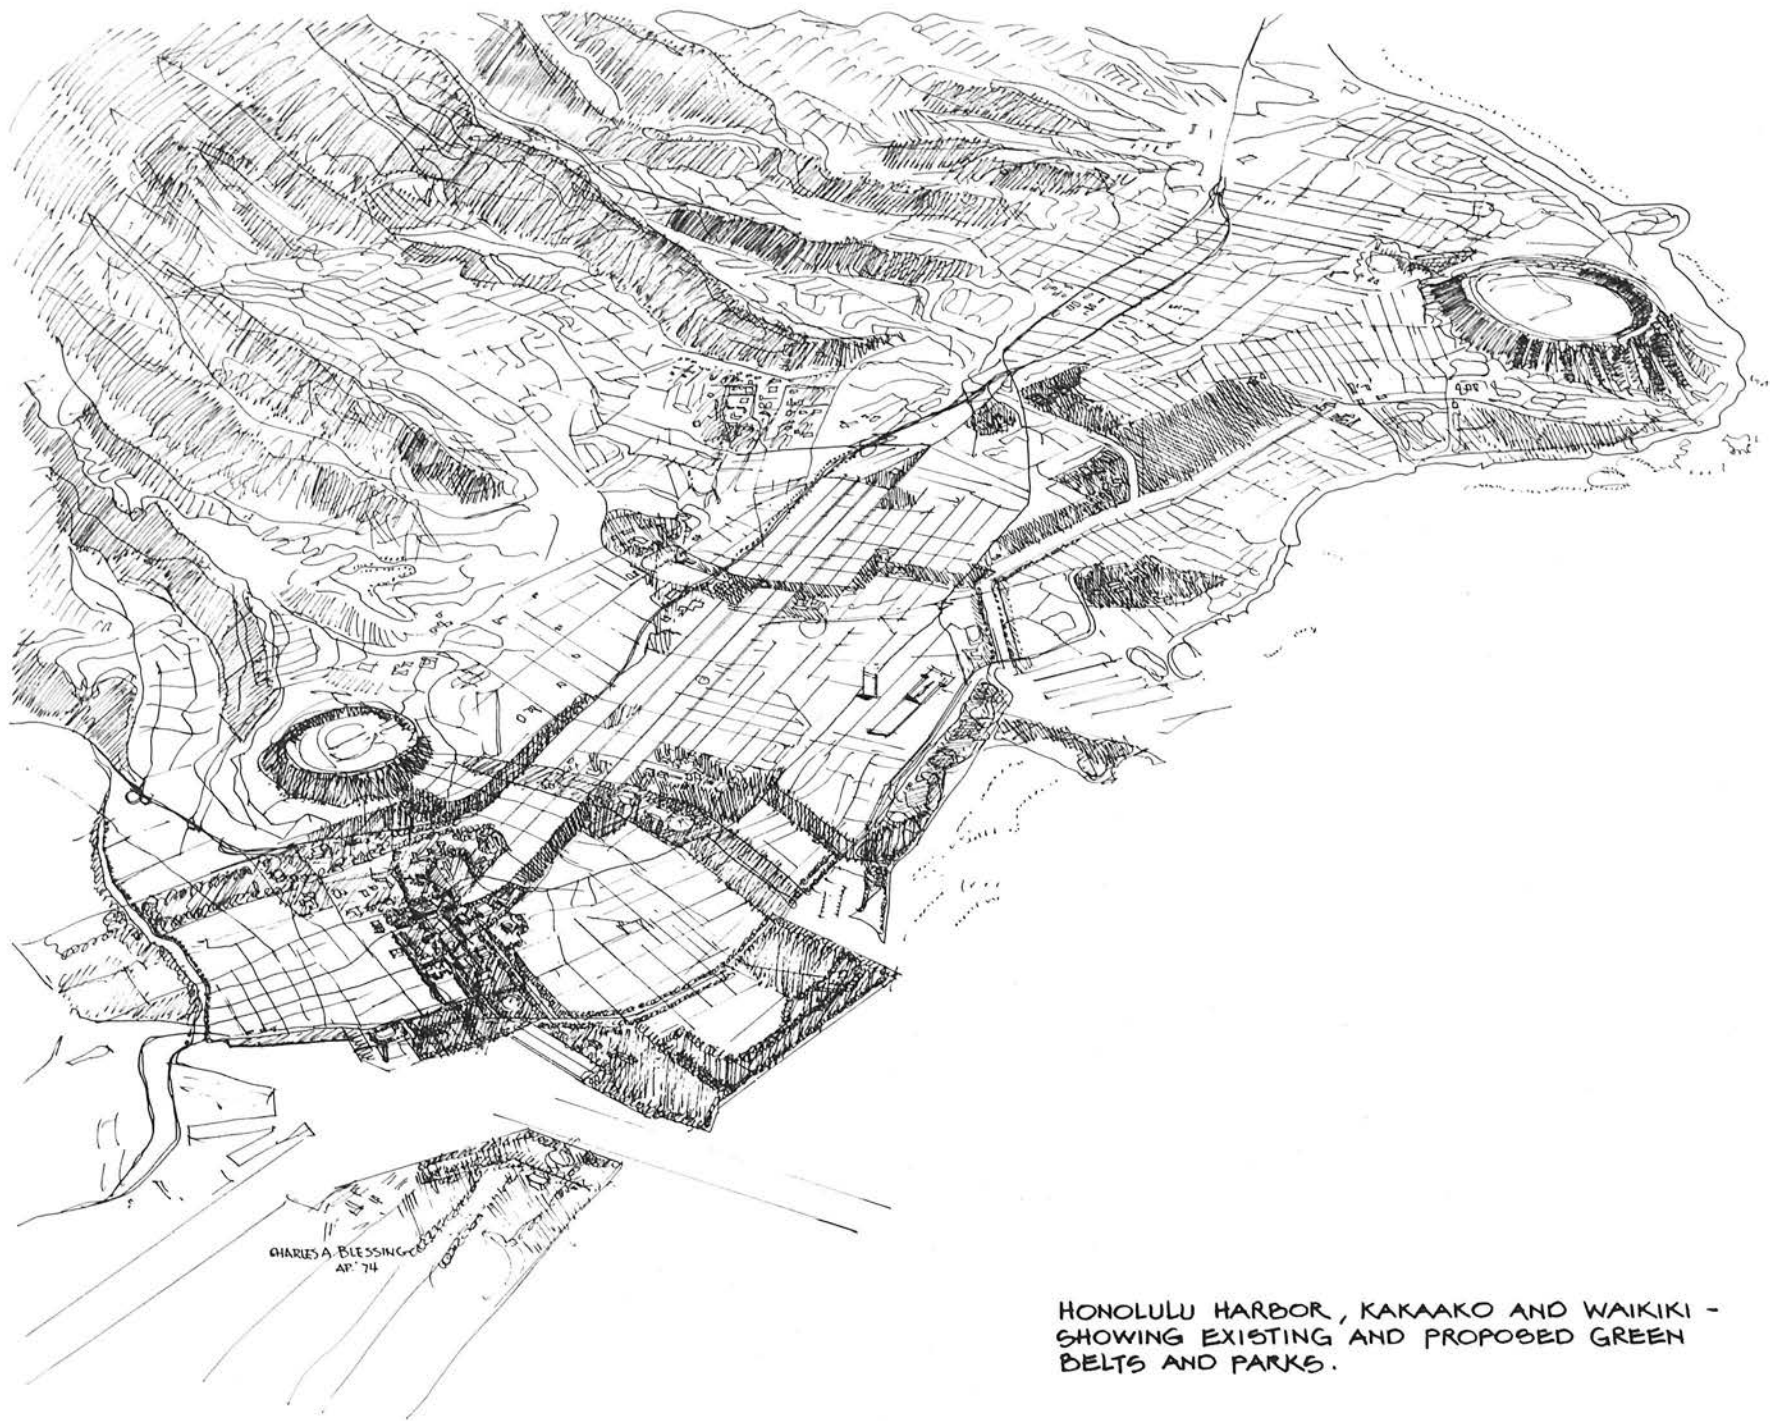 CHARLES A. BLESSING
AP. '74
HONOLULU HARBOR, KAKAAKO AND WAIKIKI -
SHOWING EXISTING AND PROPOSED GREEN
BELTS AND PARKS.